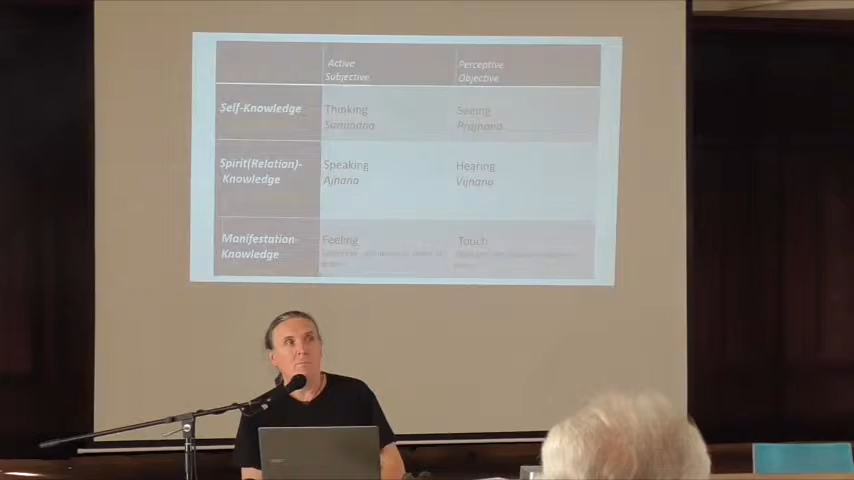 Active
Subjective
Perceptive
Objective
Self-Knowledge
Thinking
Samjnana
Seeing
Prajnana
Spirit(Relation)-
Knowledge
Speaking
Ajnana
Hearing
Vijnana
Manifestation
Knowledge
Feeling
Touch